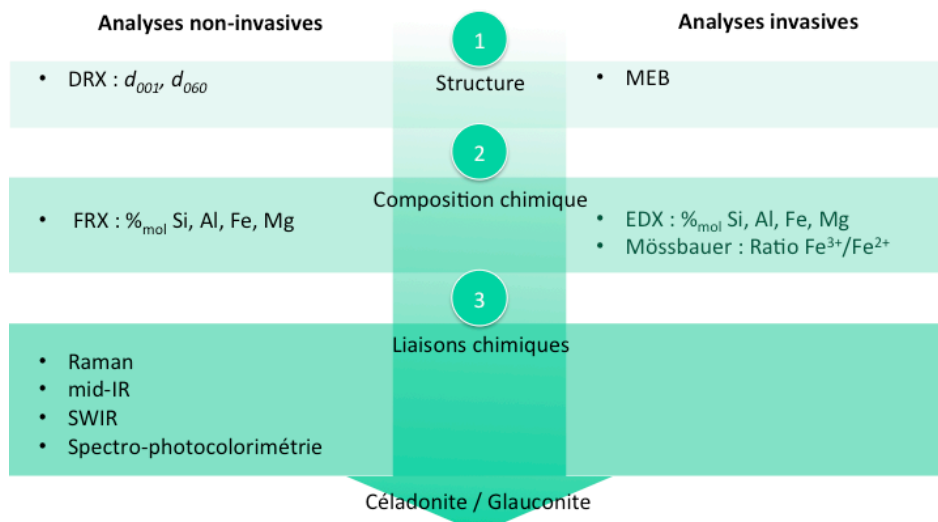 Analyses non-invasives
Analyses invasives
1
Structure
• DRX : d001, d060
• MEB
2
Composition chimique
• FRX : %mol Si, Al, Fe, Mg
• EDX : %mol Si, Al, Fe, Mg
• Mössbauer : Ratio Fe3+/Fe2+
3
Liaisons chimiques
• Raman
• mid-IR
• SWIR
• Spectro-photocolorimétrie
Céladonite / Glauconite